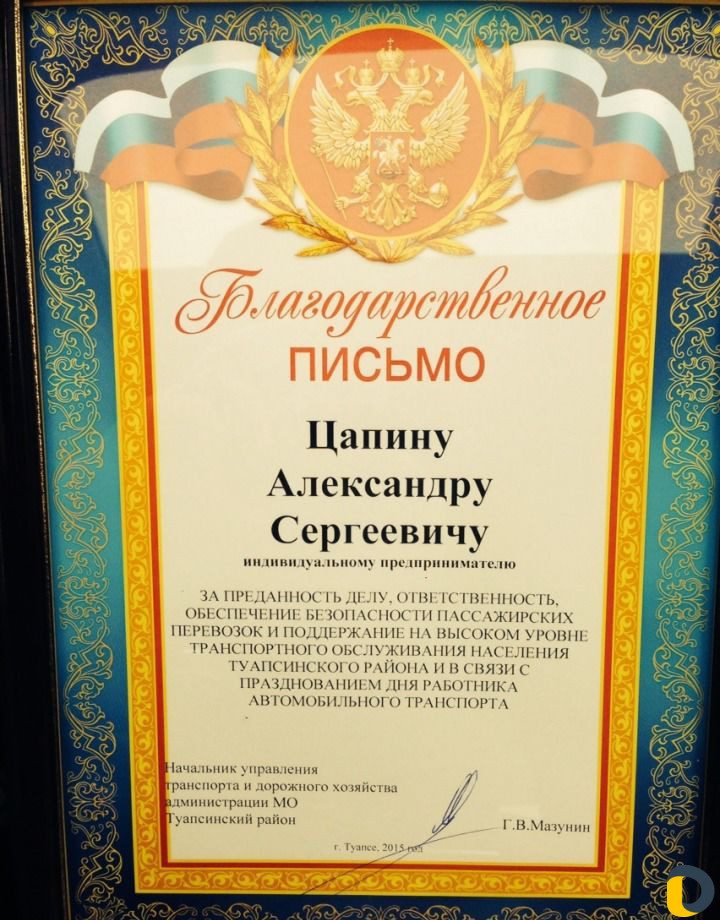 Благодарственное
ПИСЬМО
Цапину
Александру
Сергеевичу
индивидуальному предпринимателю
ЗА ПРЕДАННОСТЬ ДЕЛУ, ОТВЕТСТВЕННОСТЬ,
ОБЕСПЕЧЕНИЕ БЕЗОПАСНОСТИ ПАССАЖИРСКИХ
ПЕРЕВОЗОК И ПОДДЕРЖАНИЕ НА ВЫСОКОМ УРОВНЕ
ТРАНСПОРТНОГО ОБСЛУЖИВАНИЯ НАСЕЛЕНИЯ
ТУАПСИНСКОГО РАЙОНА И В СВЯЗИ С
ПРАЗДНОВАНИЕМ ДНЯ РАБОТНИКА
АВТОМОБИЛЬНОГО ТРАНСПОРТА
Начальник управления
транспорта и дорожного хозяйства
администрации МО
Туапсинский район
Г.В.Мазунин
г. Туапсе, 2015 год